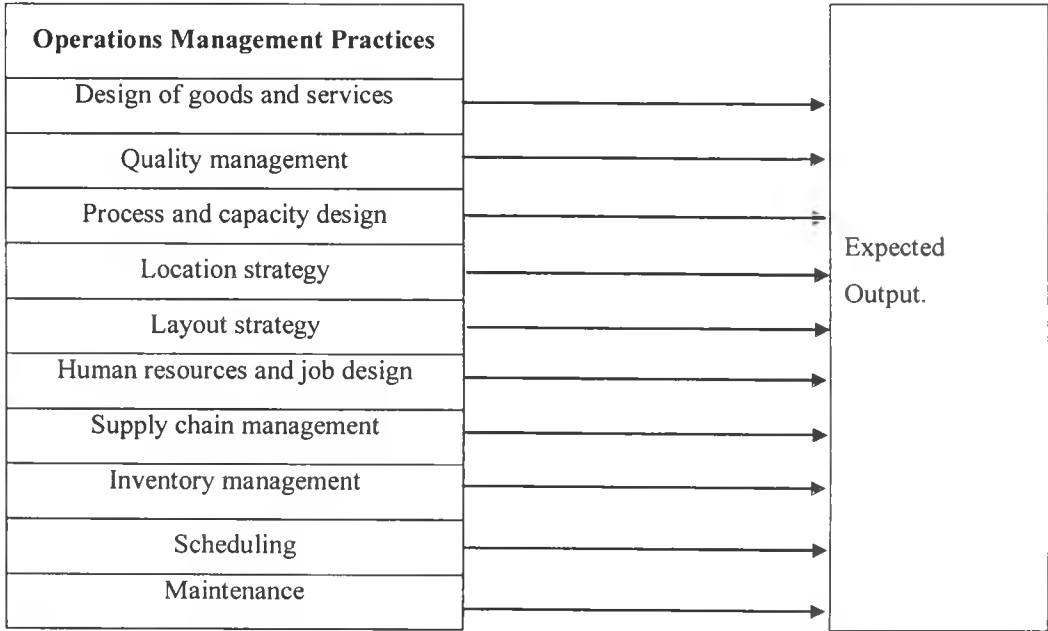 Operations Management Practices
Design of goods and services
Quality management
Process and capacity design
Location strategy
Layout strategy
Human resources and job design
Supply chain management
Inventory management
Scheduling
Maintenance
Expected
Output.